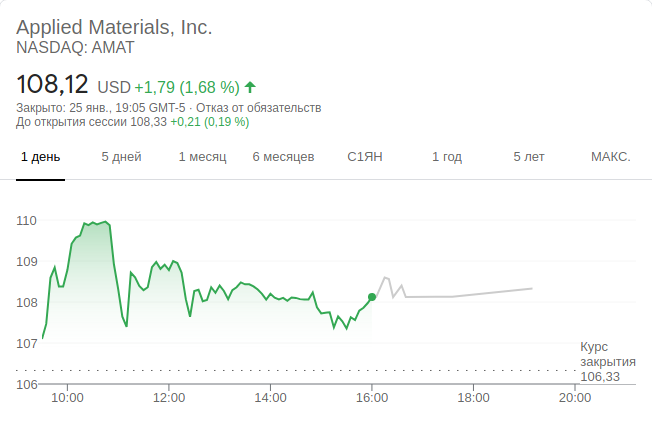 Applied Materials, Inc.
NASDAQ: AMAT
108,12 USD +1,79 (1,68 %)
Закрыто: 25 янв., 19:05 GMT-5 · Отказ от обязательств
До открытия сессии 108,33 +0,21 (0,19 %)
1 день 5 дней 1 месяц 6 месяцев С1ЯН 1 год 5 лет МАКС.
110
109
108
107
Курс
закрытия
106,33
106
10:00 12:00 14:00 16:00 18:00 20:00